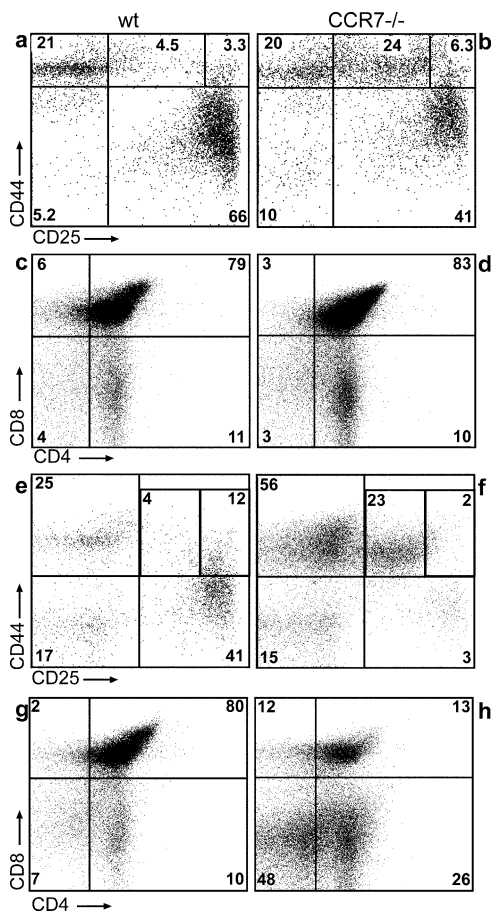 wt CCR7-/-
a 21 4.5 3.3 20 24 6.3 b
CD44
5.2 66 10 41
CD25
c 6 79 3 83 d
CD8
4 11 3 10
CD4
e 25 4 12 56 23 2 f
CD44
17 41 15 3
CD25
g 2 80 12 13 h
CD8
7 10 48 26
CD4